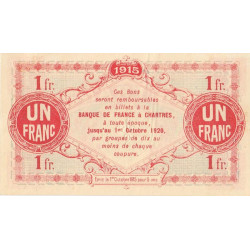 1915
1 fr.
1 fr.
Ces Bons
seront remboursables
en billets à la
BANQUE DE FRANCE à CHARTRES,
à toute époque,
jusqu'au 1er Octobre 1920,
par groupes de dix au
moins de chaque
coupure.
UN
FRANC
UN
FRANC
1 fr.
1 fr.